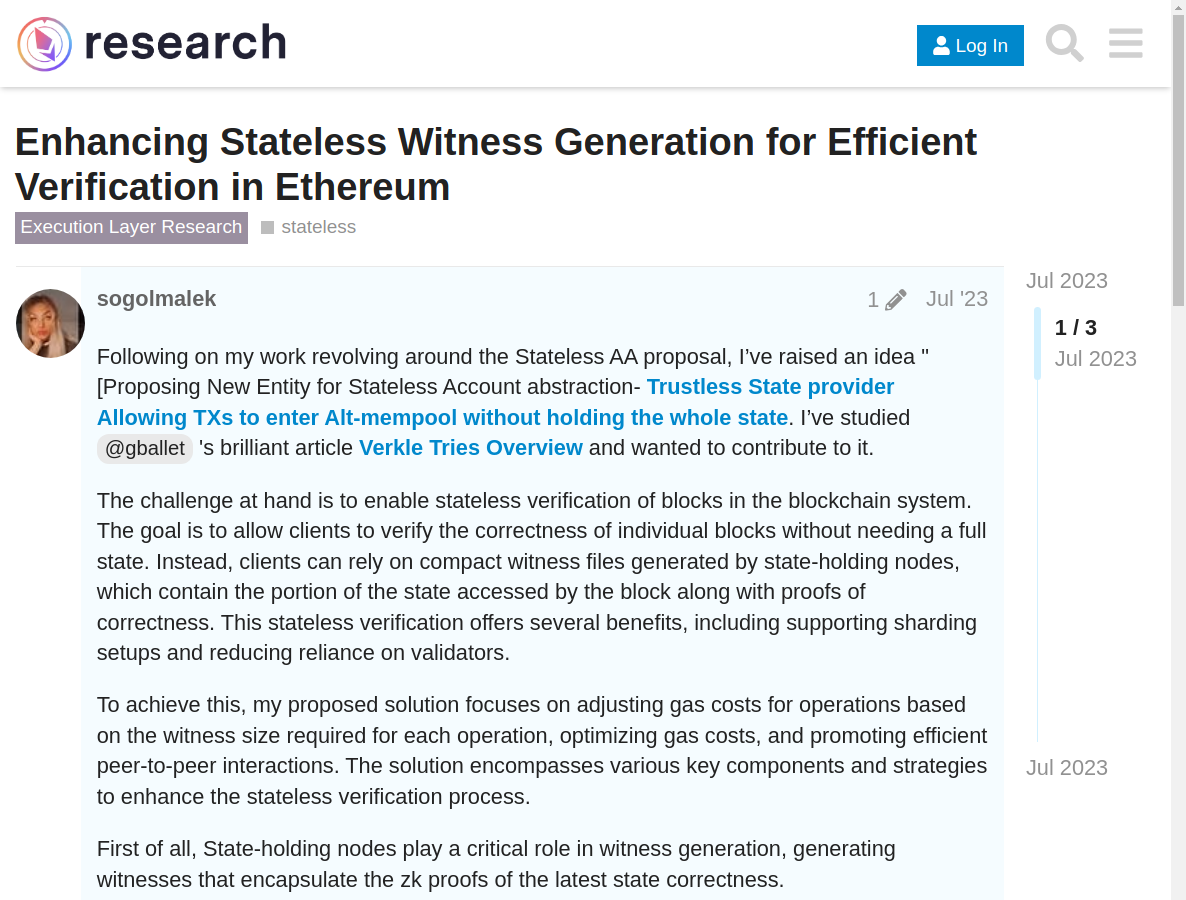 research
Log In
Enhancing Stateless Witness Generation for Efficient
Verification in Ethereum
Execution Layer Research stateless
sogolmalek 1 Jul '23
Following on my work revolving around the Stateless AA proposal, I’ve raised an idea "
[Proposing New Entity for Stateless Account abstraction- Trustless State provider
Allowing TXs to enter Alt-mempool without holding the whole state. I’ve studied
@gballet 's brilliant article Verkle Tries Overview and wanted to contribute to it.
The challenge at hand is to enable stateless verification of blocks in the blockchain system.
The goal is to allow clients to verify the correctness of individual blocks without needing a full
state. Instead, clients can rely on compact witness files generated by state-holding nodes,
which contain the portion of the state accessed by the block along with proofs of
correctness. This stateless verification offers several benefits, including supporting sharding
setups and reducing reliance on validators.
To achieve this, my proposed solution focuses on adjusting gas costs for operations based
on the witness size required for each operation, optimizing gas costs, and promoting efficient
peer-to-peer interactions. The solution encompasses various key components and strategies
to enhance the stateless verification process.
First of all, State-holding nodes play a critical role in witness generation, generating
witnesses that encapsulate the zk proofs of the latest state correctness.
Jul 2023
1 / 3
Jul 2023
Jul 2023